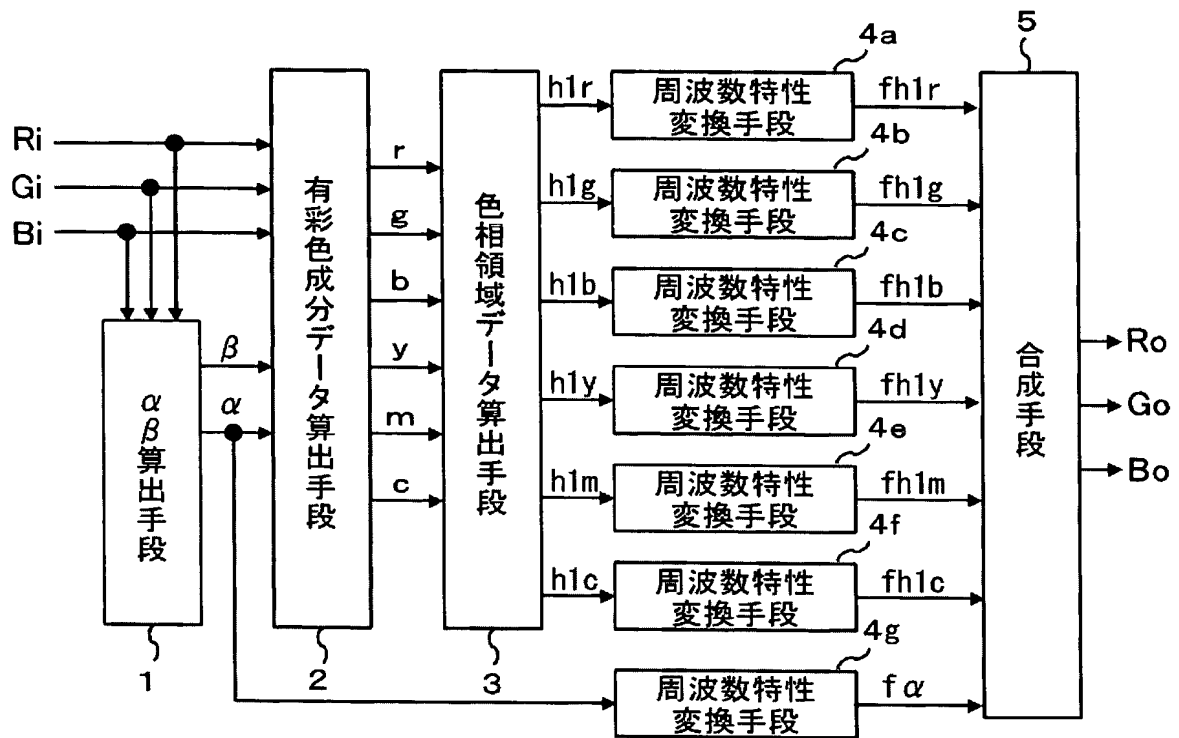 Ri
Gi
Bi
αβ算出手段
1
β
α
有彩色成分データ算出手段
2
r
g
b
y
m
c
色相領域データ算出手段
3
h1r
h1g
h1b
h1y
h1m
h1c
4a
周波数特性
変換手段
fh1r
4b
周波数特性
変換手段
fh1g
4c
周波数特性
変換手段
fh1b
4d
周波数特性
変換手段
fh1y
4e
周波数特性
変換手段
fh1m
4f
周波数特性
変換手段
fh1c
4g
周波数特性
変換手段
fα
5
合成手段
Ro
Go
Bo